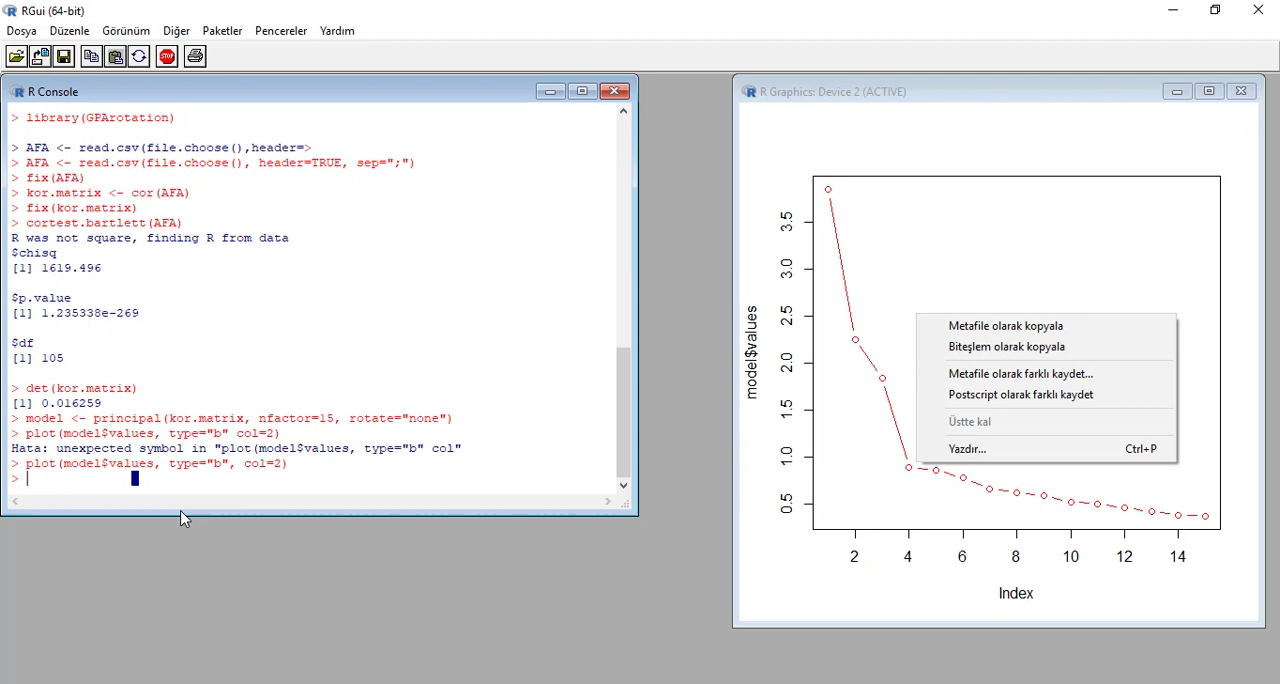 RGui (64-bit)
Dosya Düzenle Görünüm Diğer Paketler Pencereler Yardım
STOP
R Console
> library(GPArotation)
> AFA <- read.csv(file.choose(),header=>
> AFA <- read.csv(file.choose(), header=TRUE, sep=";")
> fix(AFA)
> kor.matrix <- cor(AFA)
> fix(kor.matrix)
> cortest.bartlett(AFA)
R was not square, finding R from data
$chisq
[1] 1619.496
$p.value
[1] 1.235338e-269
$df
[1] 105
> det(kor.matrix)
[1] 0.016259
> model <- principal(kor.matrix, nfactor=15, rotate="none")
> plot(model$values, type="b" col=2)
Hata: unexpected symbol in "plot(model$values, type="b" col"
> plot(model$values, type="b", col=2)
>
R Graphics: Device 2 (ACTIVE)
model$values
3.5
3.0
2.5
2.0
1.5
1.0
0.5
Metafile olarak kopyala
Biteşlem olarak kopyala
Metafile olarak farklı kaydet...
Postscript olarak farklı kaydet
Üstte kal
Yazdır... Ctrl+P
2 4 6 8 10 12 14
Index